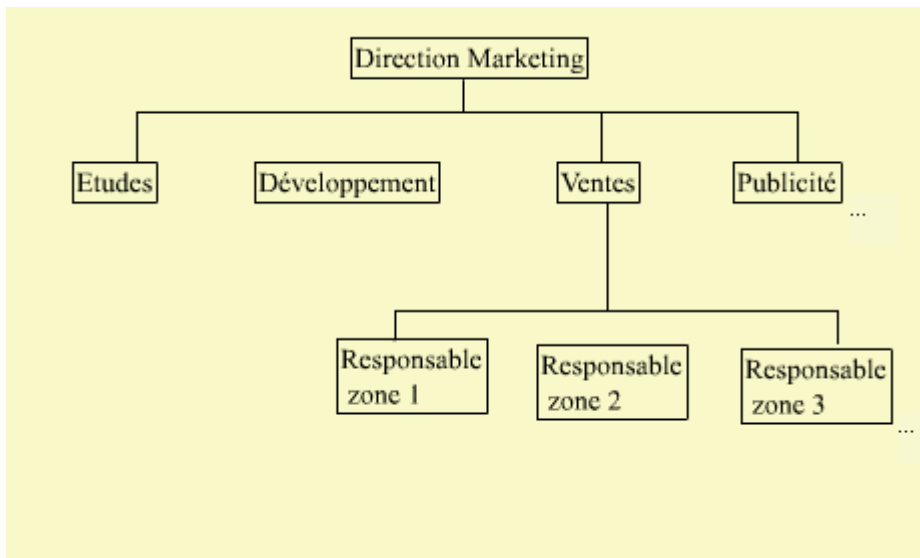 Direction Marketing
Etudes
Développement
Ventes
Publicité
...
Responsable
zone 1
Responsable
zone 2
Responsable
zone 3
...